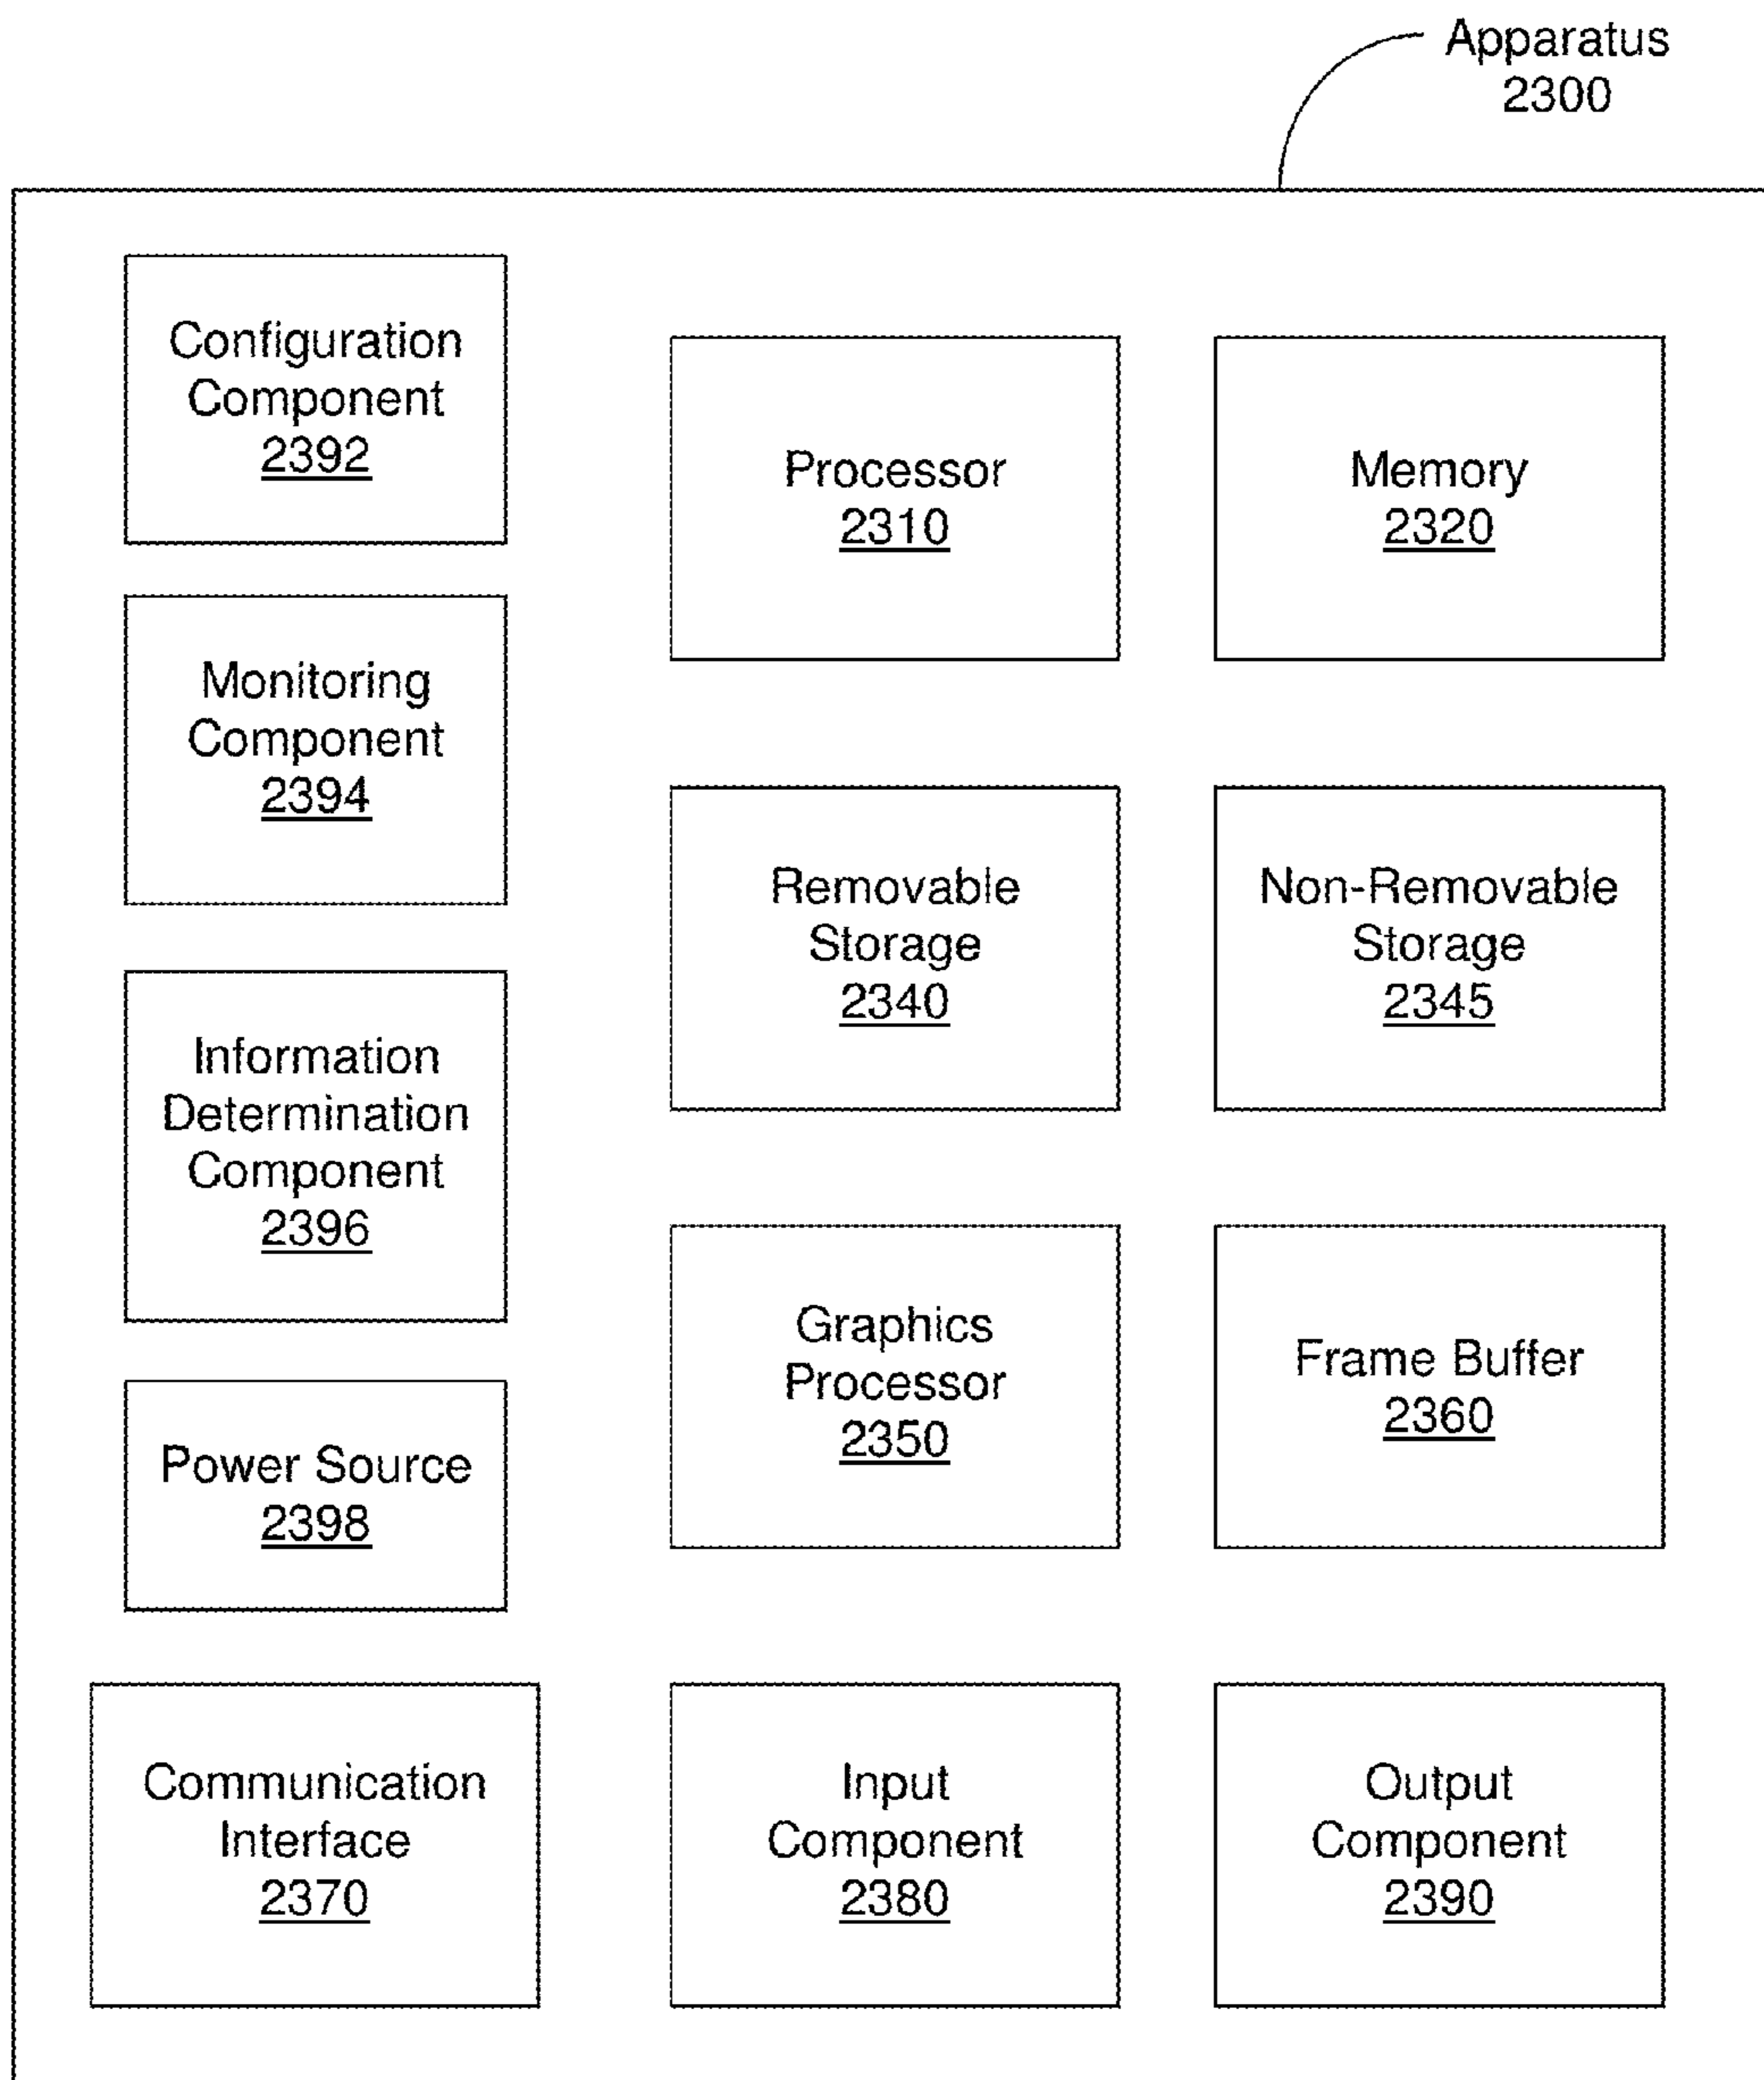 Apparatus
2300
Configuration
Component
2392
Processor
2310
Memory
2320
Monitoring
Component
2394
Removable
Storage
2340
Non-Removable
Storage
2345
Information
Determination
Component
2396
Graphics
Processor
2350
Frame Buffer
2360
Power Source
2398
Communication
Interface
2370
Input
Component
2380
Output
Component
2390